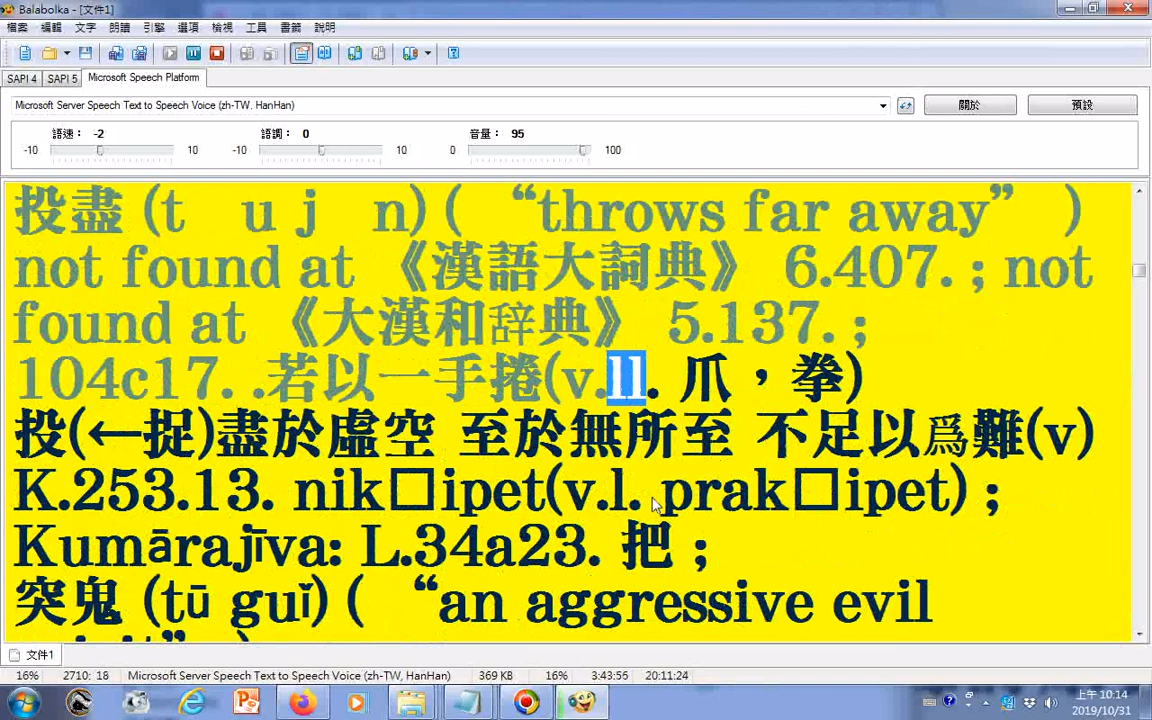 Balabolka - [文件1]
檔案 編輯 文字 朗讀 引擎 選項 檢視 工具 書籤 說明
SAPI 4 SAPI 5 Microsoft Speech Platform
Microsoft Server Speech Text to Speech Voice (zh-TW, HanHan) 關於 預設
語速： -2 語調： 0 音量： 95
-10 10 -10 10 0 100
投盡 (t u j n) ( “throws far away” )
not found at 《漢語大詞典》 6.407. ; not
found at 《大漢和辞典》 5.137. ;
104c17. .若以一手捲(v.ll. 爪，拳)
投(←捉)盡於虛空 至於無所至 不足以爲難(v)
K.253.13. nik□ipet(v.l. prak□ipet) ;
Kumārajīva: L.34a23. 把 ;
突鬼 (tū guǐ) ( “an aggressive evil
文件1
16% 2710: 18 Microsoft Server Speech Text to Speech Voice (zh-TW, HanHan) 369 KB 16% 3:43:55 20:11:24
上午 10:14
2019/10/31